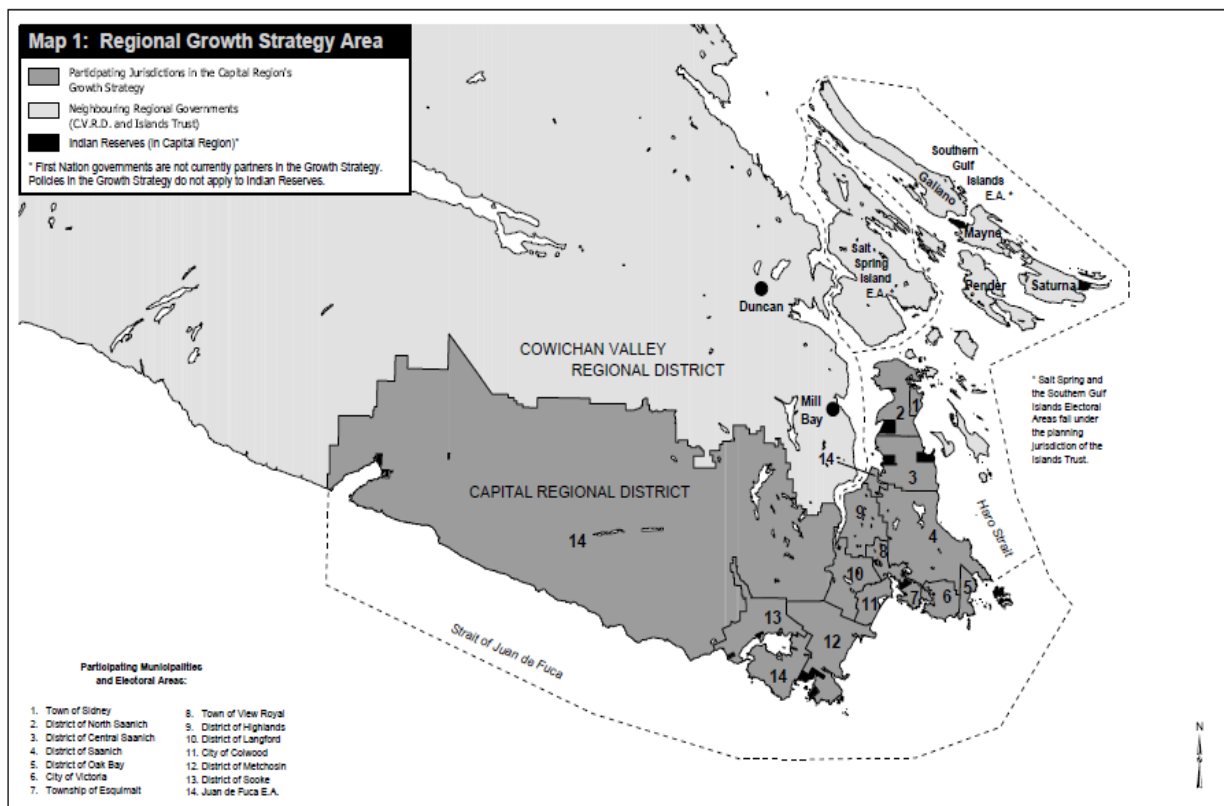 Map 1: Regional Growth Strategy Area
Participating Jurisdictions in the Capital Region's
Growth Strategy
Neighbouring Regional Governments
(C.V.R.D. and Islands Trust)
Indian Reserves (in Capital Region)*
* First Nation governments are not currently partners in the Growth Strategy.
Policies in the Growth Strategy do not apply to Indian Reserves.
Southern
Gulf
Islands
E.A. *
Galiano
Mayne
Salt
Spring
Island
E.A.*
Pender
Saturna
Duncan
COWICHAN VALLEY
REGIONAL DISTRICT
Mill
Bay
* Salt Spring and
the Southern Gulf
Islands Electoral
Areas fall under
the planning
jurisdiction of the
Islands Trust.
1
2
14
3
CAPITAL REGIONAL DISTRICT
Haro Strait
9
4
14
8
10
5
6
7
11
13
12
14
Strait of Juan de Fuca
Participating Municipalities
and Electoral Areas:
1. Town of Sidney
2. District of North Saanich
3. District of Central Saanich
4. District of Saanich
5. District of Oak Bay
6. City of Victoria
7. Township of Esquimalt
8. Town of View Royal
9. District of Highlands
10. District of Langford
11. City of Colwood
12. District of Metchosin
13. District of Sooke
14. Juan de Fuca E.A.
N